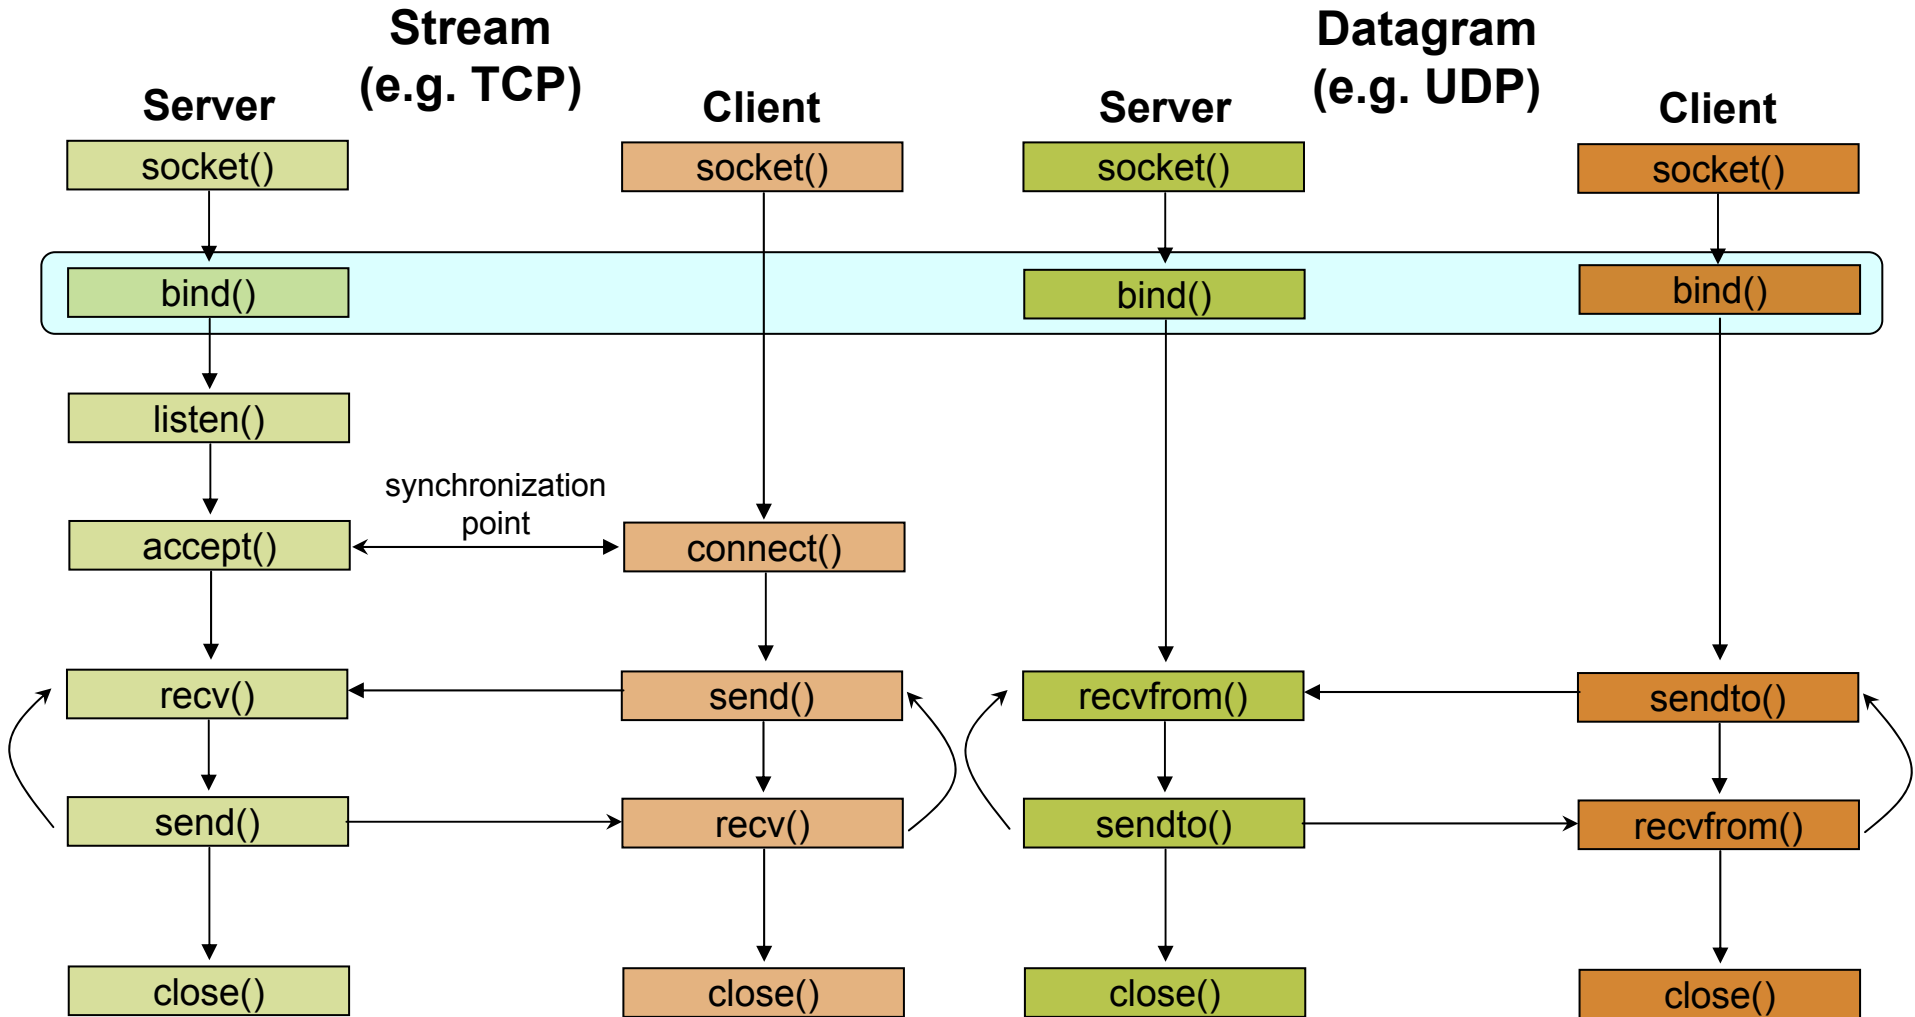 Stream
(e.g. TCP)
Server
Client
socket()
socket()
bind()
listen()
synchronization
point
accept()
connect()
recv()
send()
send()
recv()
close()
close()
Datagram
(e.g. UDP)
Server
Client
socket()
socket()
bind()
bind()
recvfrom()
sendto()
sendto()
recvfrom()
close()
close()